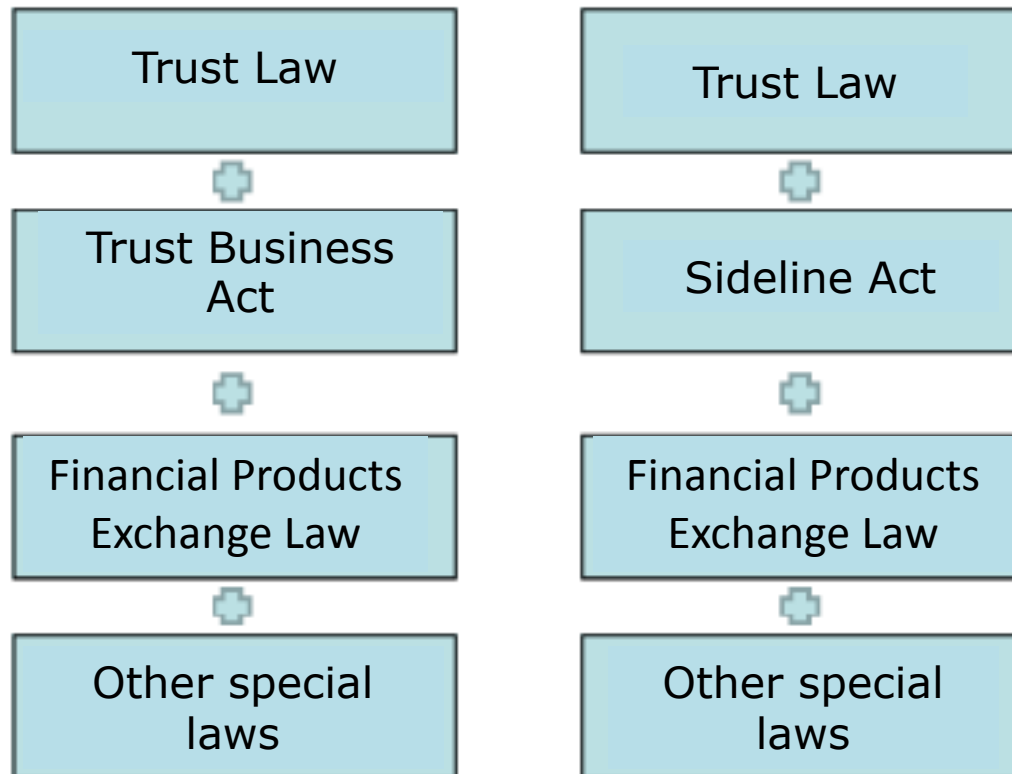 Trust Law
Trust Business
Act
Financial Products
Exchange Law
Other special
laws
Trust Law
Sideline Act
Financial Products
Exchange Law
Other special
laws